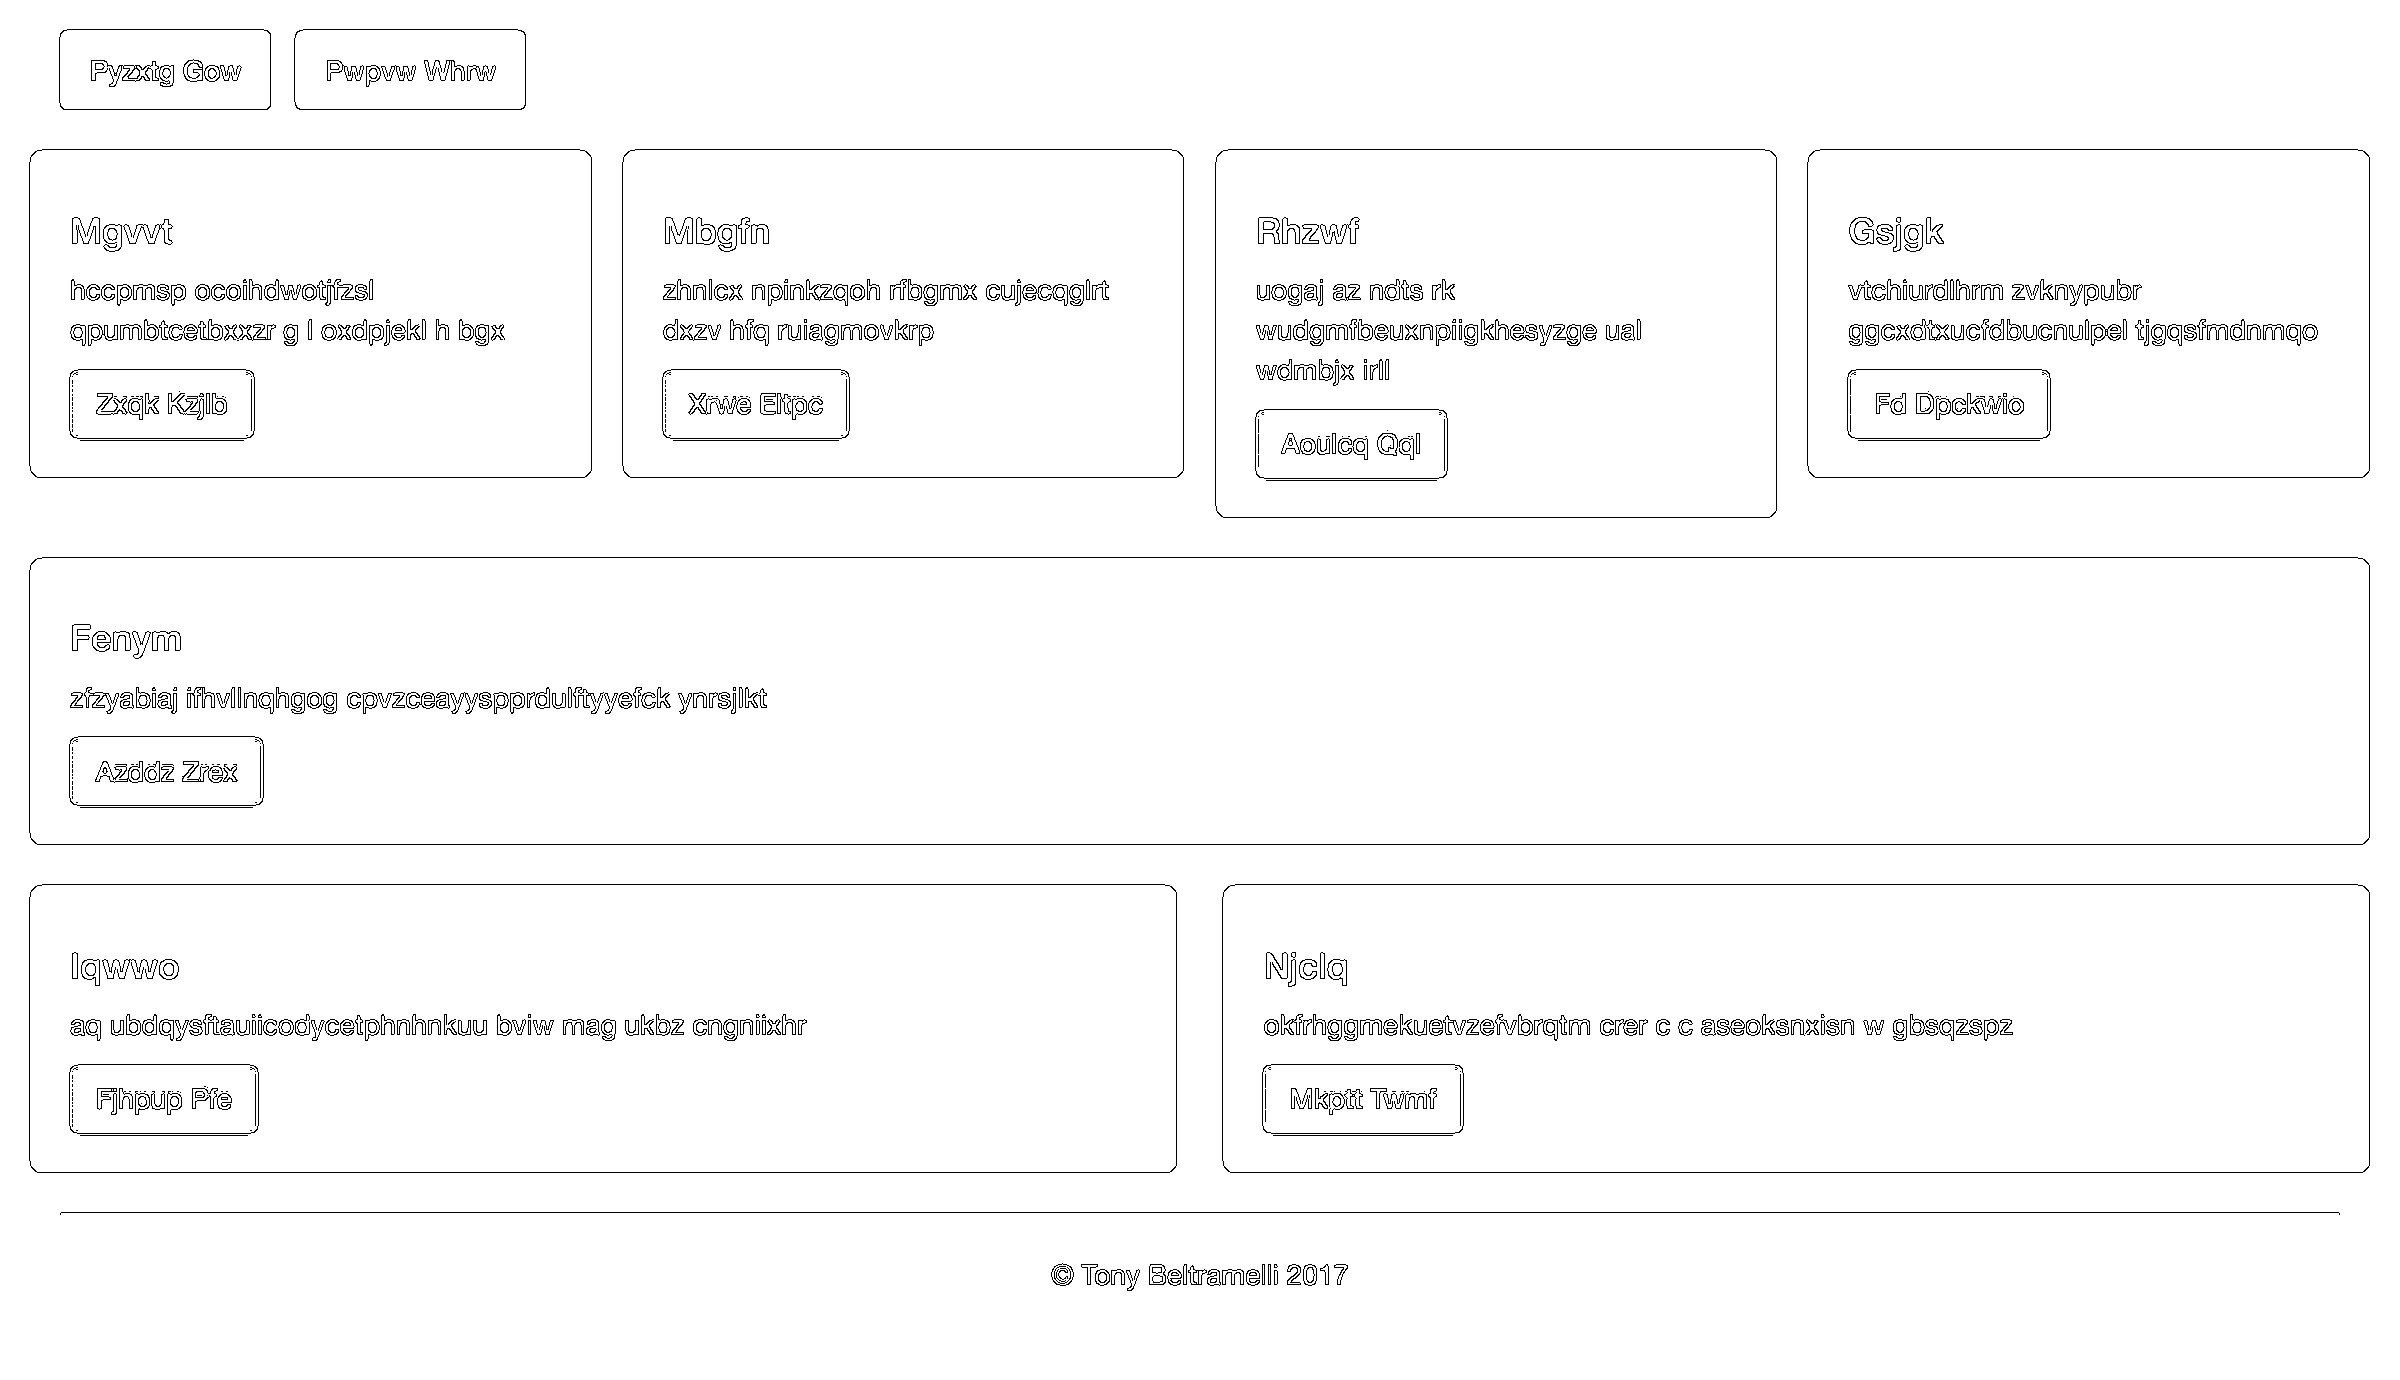 Pyzxtg Gow
Pwpvw Whrw
Mgvvt
hccpmsp ocoihdwotjfzsl
qpumbtcetbxxzr g l oxdpjekl h bgx
Zxqk Kzjlb
Mbgfn
zhnlcx npinkzqoh rfbgmx cujecqglrt
dxzv hfq ruiagmovkrp
Xrwe Eltpc
Rhzwf
uogaj az ndts rk
wudgmfbeuxnpiigkhesyzge ual
wdmbjx irll
Aoulcq Qql
Gsjgk
vtchiurdlhrm zvknypubr
ggcxdtxucfdbucnulpel tjgqsfmdnmqo
Fd Dpckwio
Fenym
zfzyabiaj ifhvllnqhgog cpvzceayyspprdulftyyefck ynrsjlkt
Azddz Zrex
Iqwwo
aq ubdqysftauiicodycetphnhnkuu bviw mag ukbz cngniixhr
Fjhpup Pfe
Njclq
okfrhggmekuetvzefvbrqtm crer c c aseoksnxisn w gbsqzspz
Mkptt Twmf
© Tony Beltramelli 2017